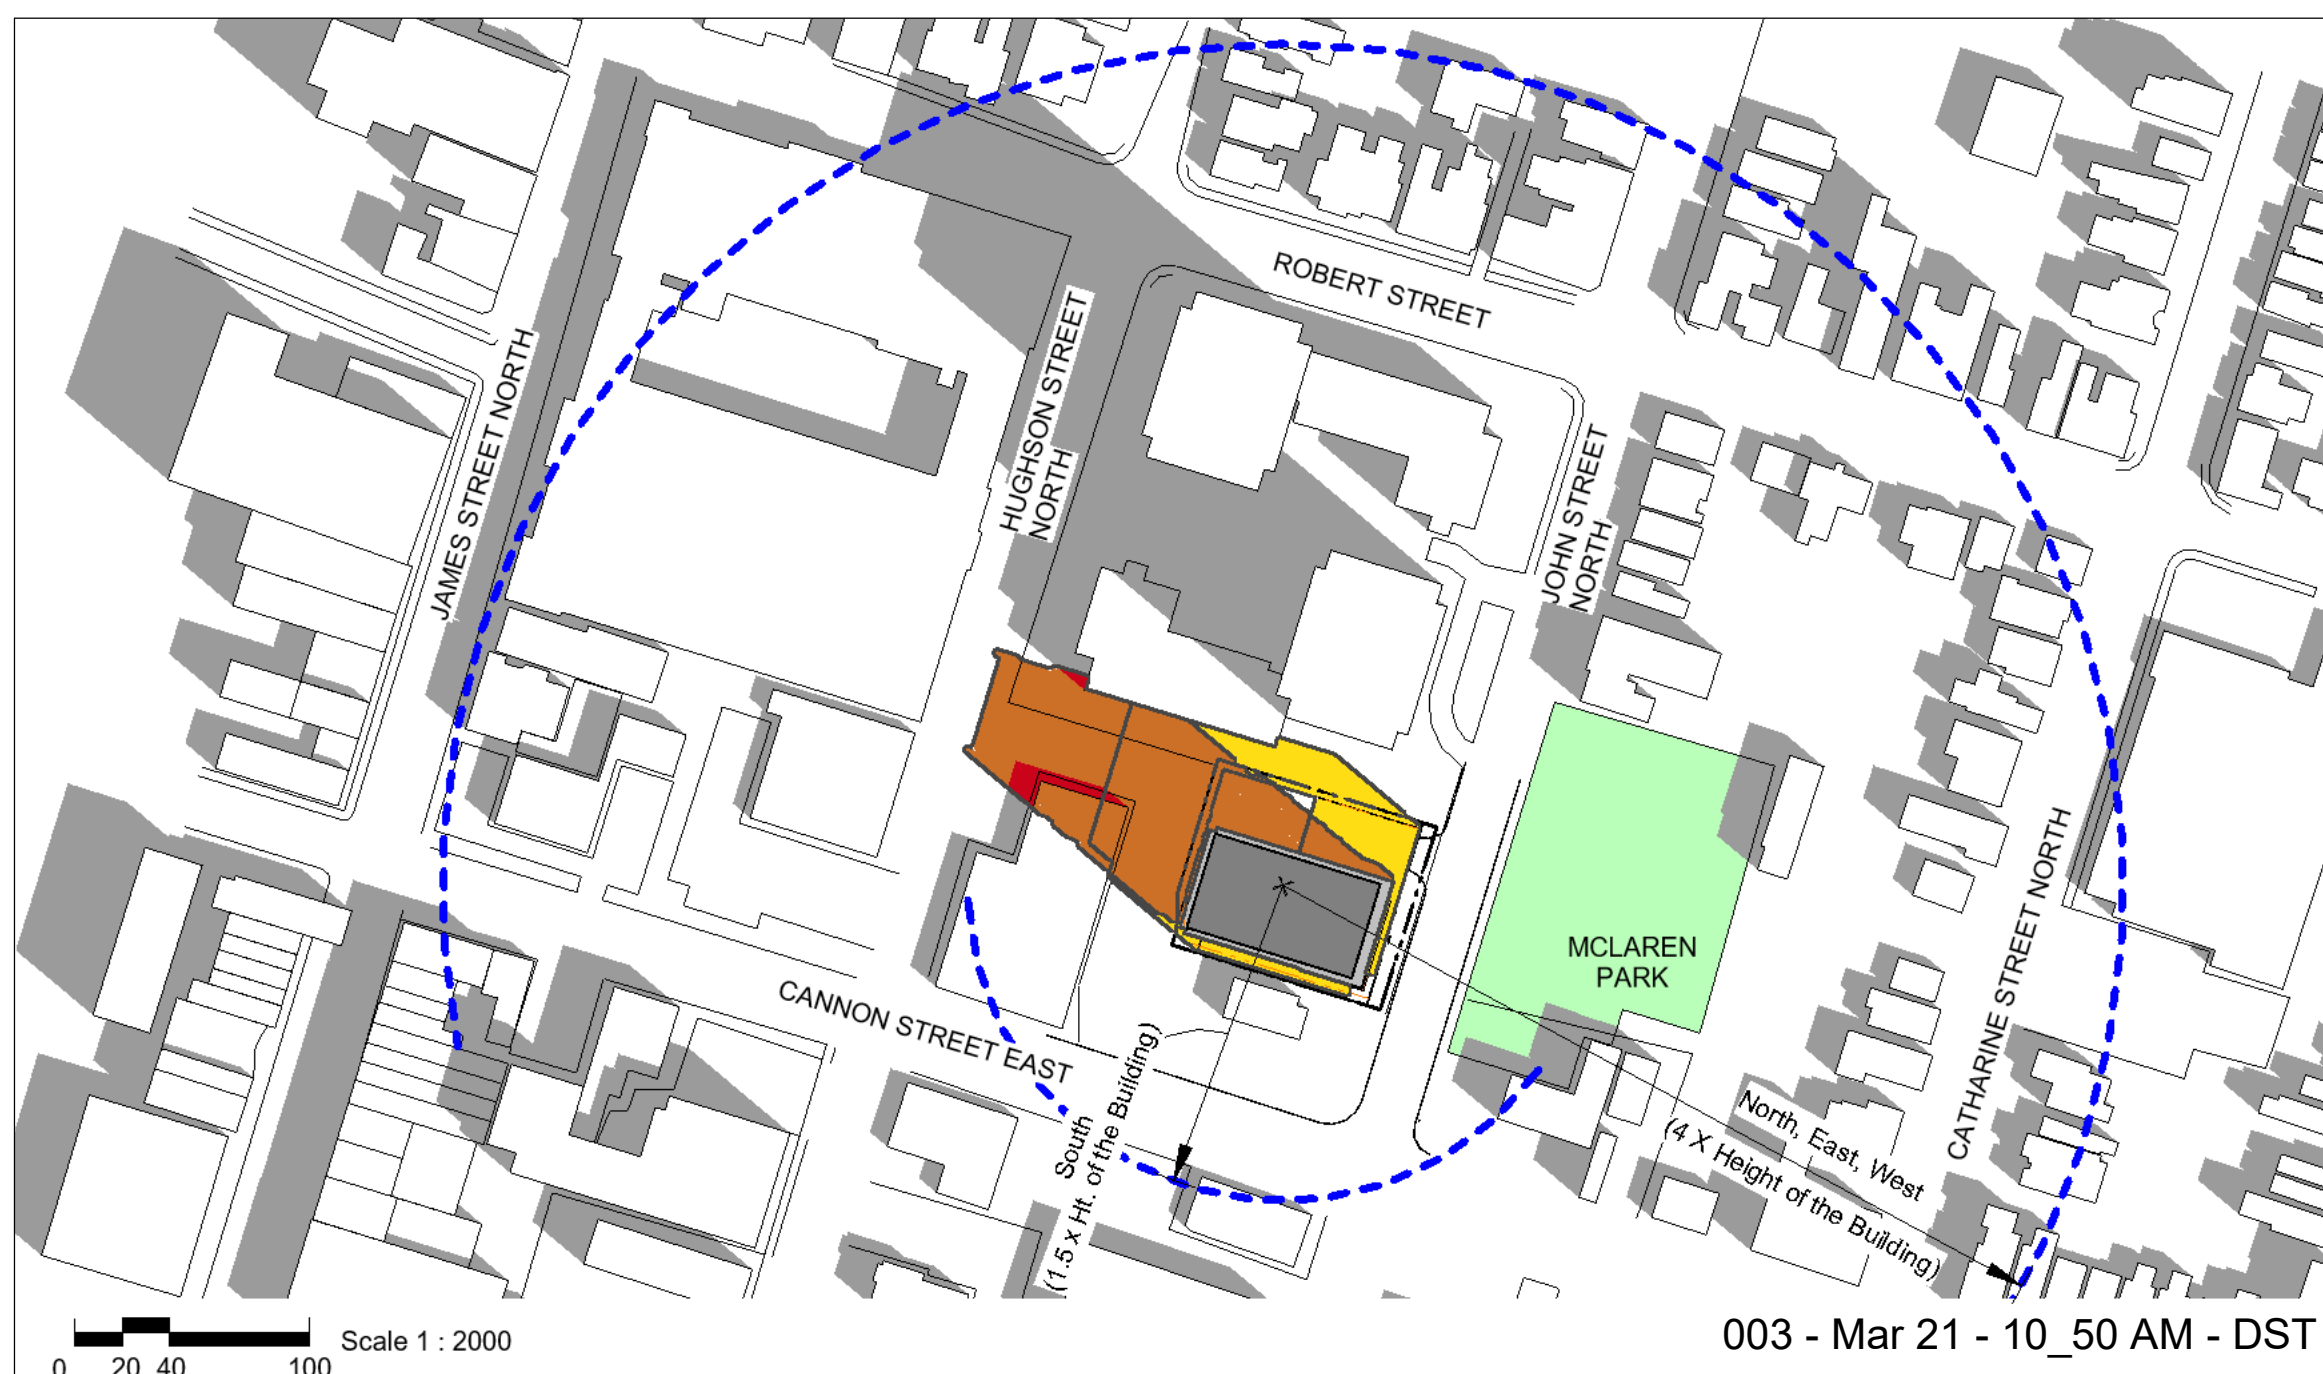 ROBERT STREET
HUGHSON STREET
NORTH
JAMES STREET NORTH
JOHN STREET
NORTH
MCLAREN
PARK
CATHARINE STREET NORTH
CANNON STREET EAST
South
(1.5 x Ht. of the Building)
North, East, West
(4 X Height of the Building)
Scale 1 : 2000
0 20 40 100
003 - Mar 21 - 10_50 AM - DST